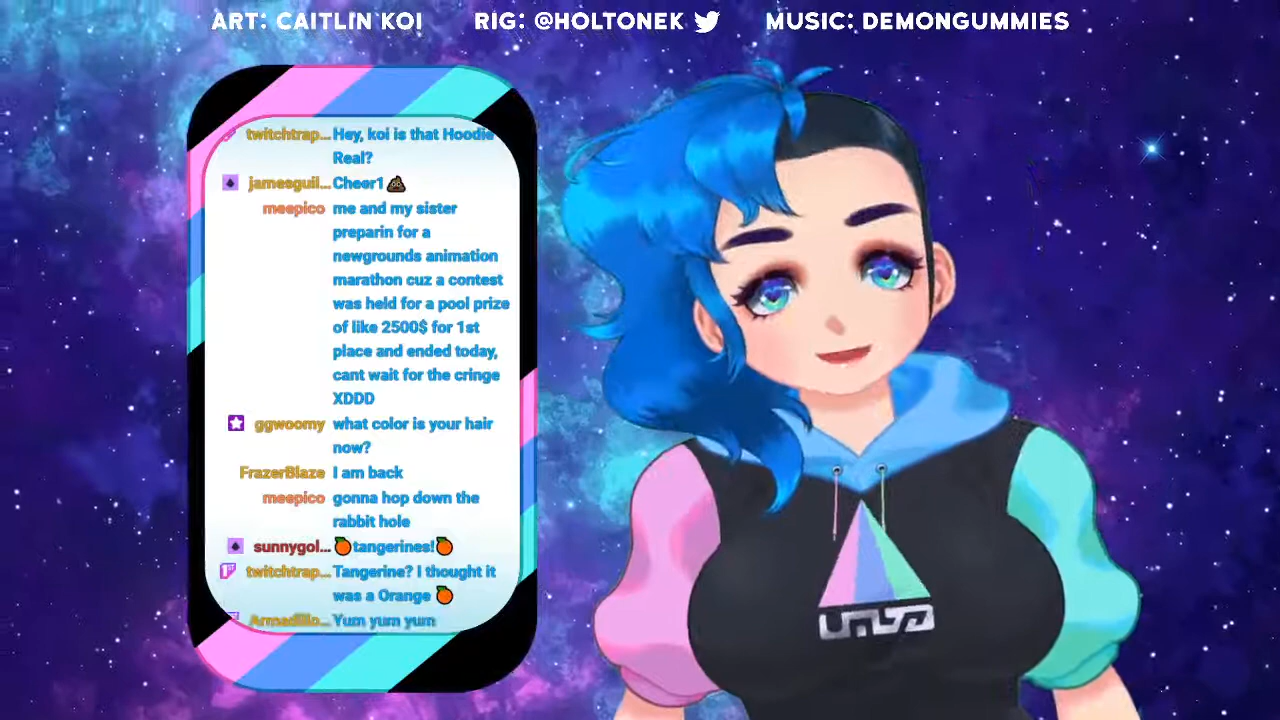 ART: CAITLIN KOI RIG: @HOLTONEK MUSIC: DEMONGUMMIES
twitchtrap... Hey, koi is that Hoodie
Real?
jamesguil... Cheer1💩
meepico me and my sister
preparin for a
newgrounds animation
marathon cuz a contest
was held for a pool prize
of like 2500$ for 1st
place and ended today,
cant wait for the cringe
XDDD
ggwoomy what color is your hair
now?
FrazerBlaze I am back
meepico gonna hop down the
rabbit hole
sunnygol... 🍊tangerines!🍊
twitchtrap... Tangerine? I thought it
was a Orange 🍊
Armadillo... Yum yum yum